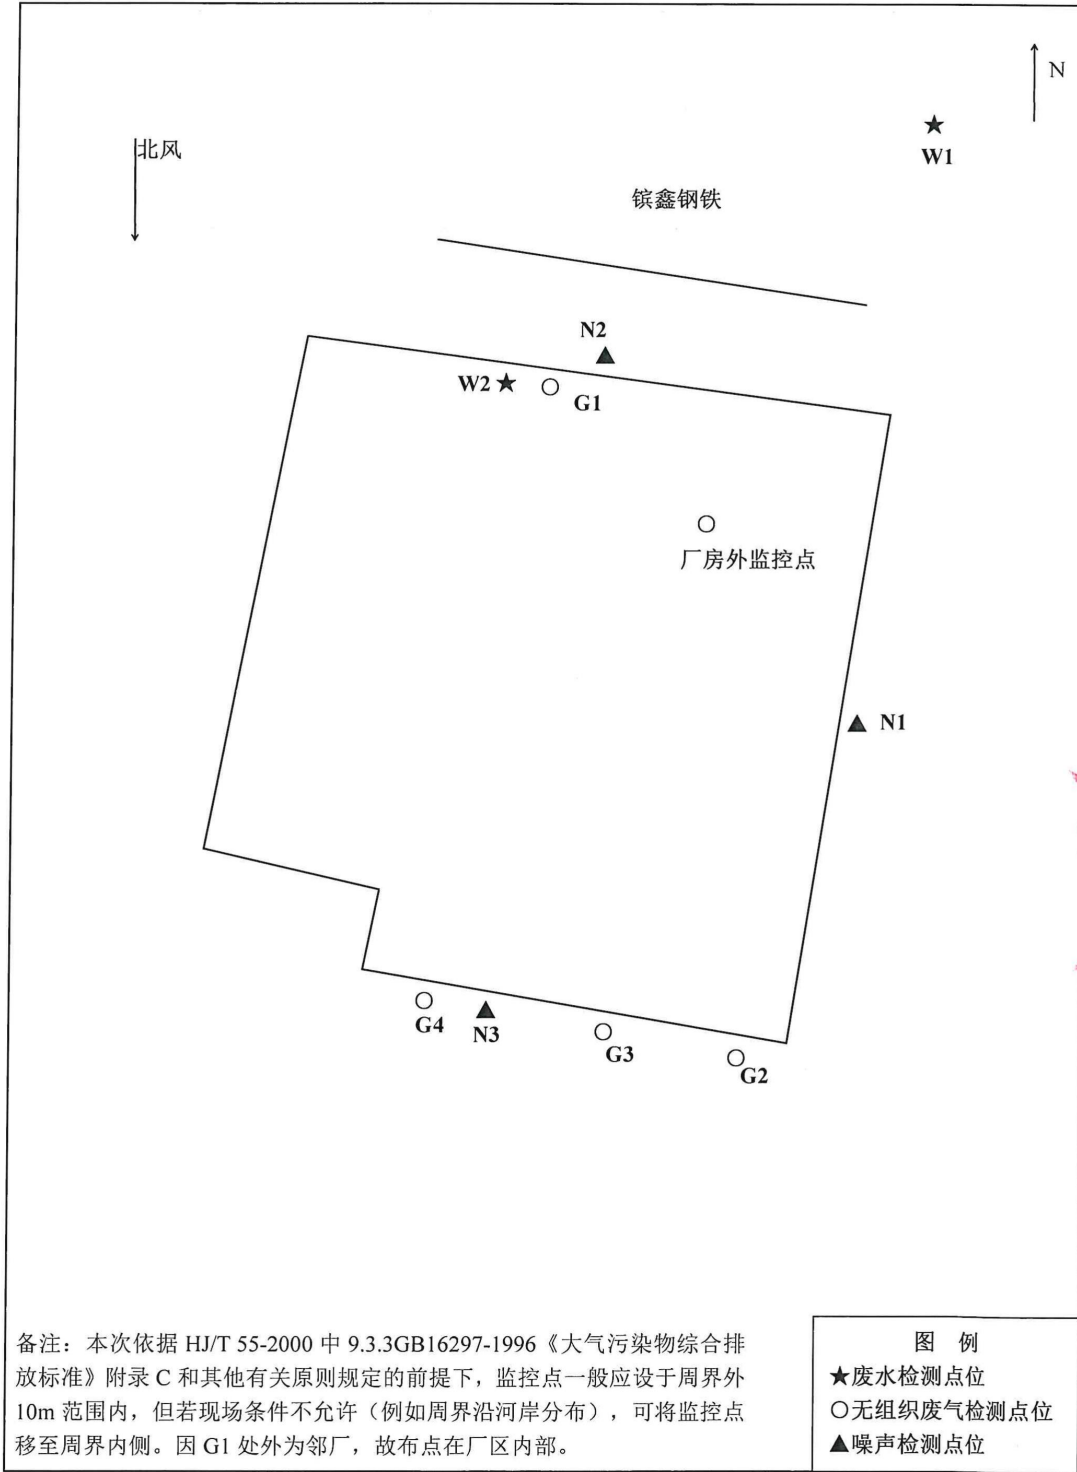 N
北风
★
W1
镔鑫钢铁
N2
▲
W2 ★ ○
G1
○
厂房外监控点
▲ N1
○ ▲
G4 N3
○
G3
○
G2
备注：本次依据 HJ/T 55-2000 中 9.3.3GB16297-1996《大气污染物综合排
放标准》附录 C 和其他有关原则规定的前提下，监控点一般应设于周界外
10m 范围内，但若现场条件不允许（例如周界沿河岸分布），可将监控点
移至周界内侧。因 G1 处外为邻厂，故布点在厂区内部。
图 例
★废水检测点位
○无组织废气检测点位
▲噪声检测点位